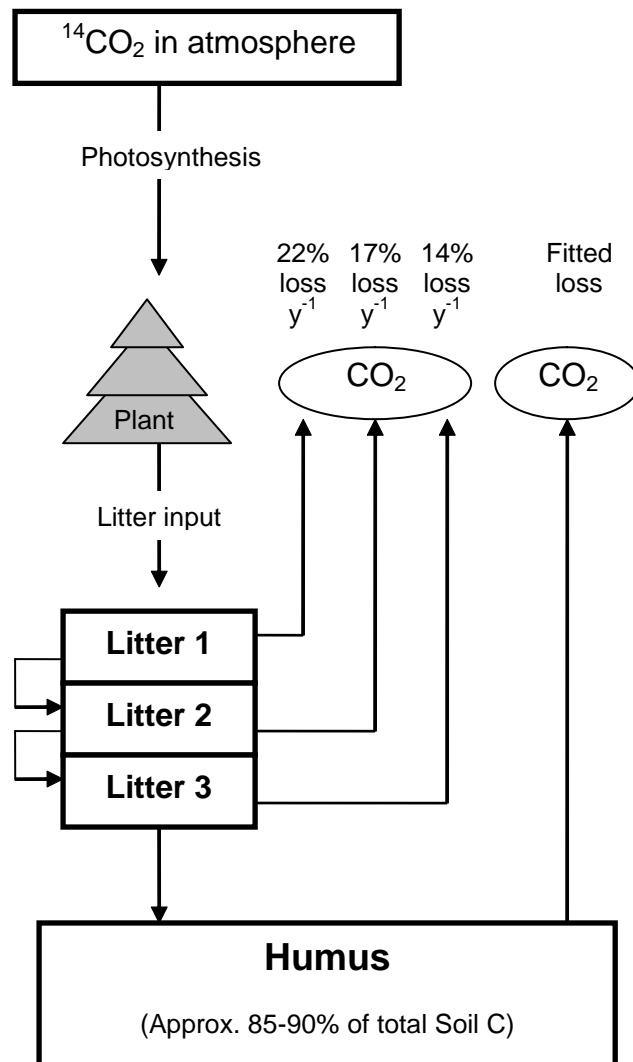 ¹⁴CO₂ in atmosphere
Photosynthesis
22% 17% 14% Fitted
loss loss loss loss
y⁻¹ y⁻¹ y⁻¹
CO₂ CO₂
Plant
Litter input
Litter 1
Litter 2
Litter 3
Humus
(Approx. 85-90% of total Soil C)